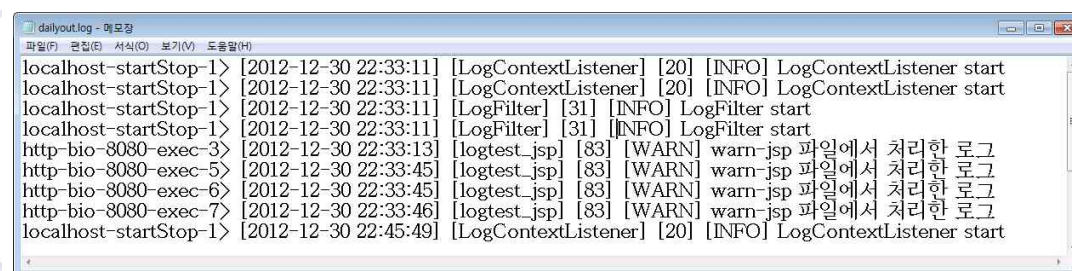 dailyout.log - 메모장
파일(F) 편집(E) 서식(O) 보기(V) 도움말(H)
localhost-startStop-1> [2012-12-30 22:33:11] [LogContextListener] [20] [INFO] LogContextListener start
localhost-startStop-1> [2012-12-30 22:33:11] [LogContextListener] [20] [INFO] LogContextListener start
localhost-startStop-1> [2012-12-30 22:33:11] [LogFilter] [31] [INFO] LogFilter start
localhost-startStop-1> [2012-12-30 22:33:11] [LogFilter] [31] [INFO] LogFilter start
http-bio-8080-exec-3> [2012-12-30 22:33:13] [logtest_jsp] [83] [WARN] warn-jsp 파일에서 처리한 로그
http-bio-8080-exec-5> [2012-12-30 22:33:45] [logtest_jsp] [83] [WARN] warn-jsp 파일에서 처리한 로그
http-bio-8080-exec-6> [2012-12-30 22:33:45] [logtest_jsp] [83] [WARN] warn-jsp 파일에서 처리한 로그
http-bio-8080-exec-7> [2012-12-30 22:33:46] [logtest_jsp] [83] [WARN] warn-jsp 파일에서 처리한 로그
localhost-startStop-1> [2012-12-30 22:45:49] [LogContextListener] [20] [INFO] LogContextListener start